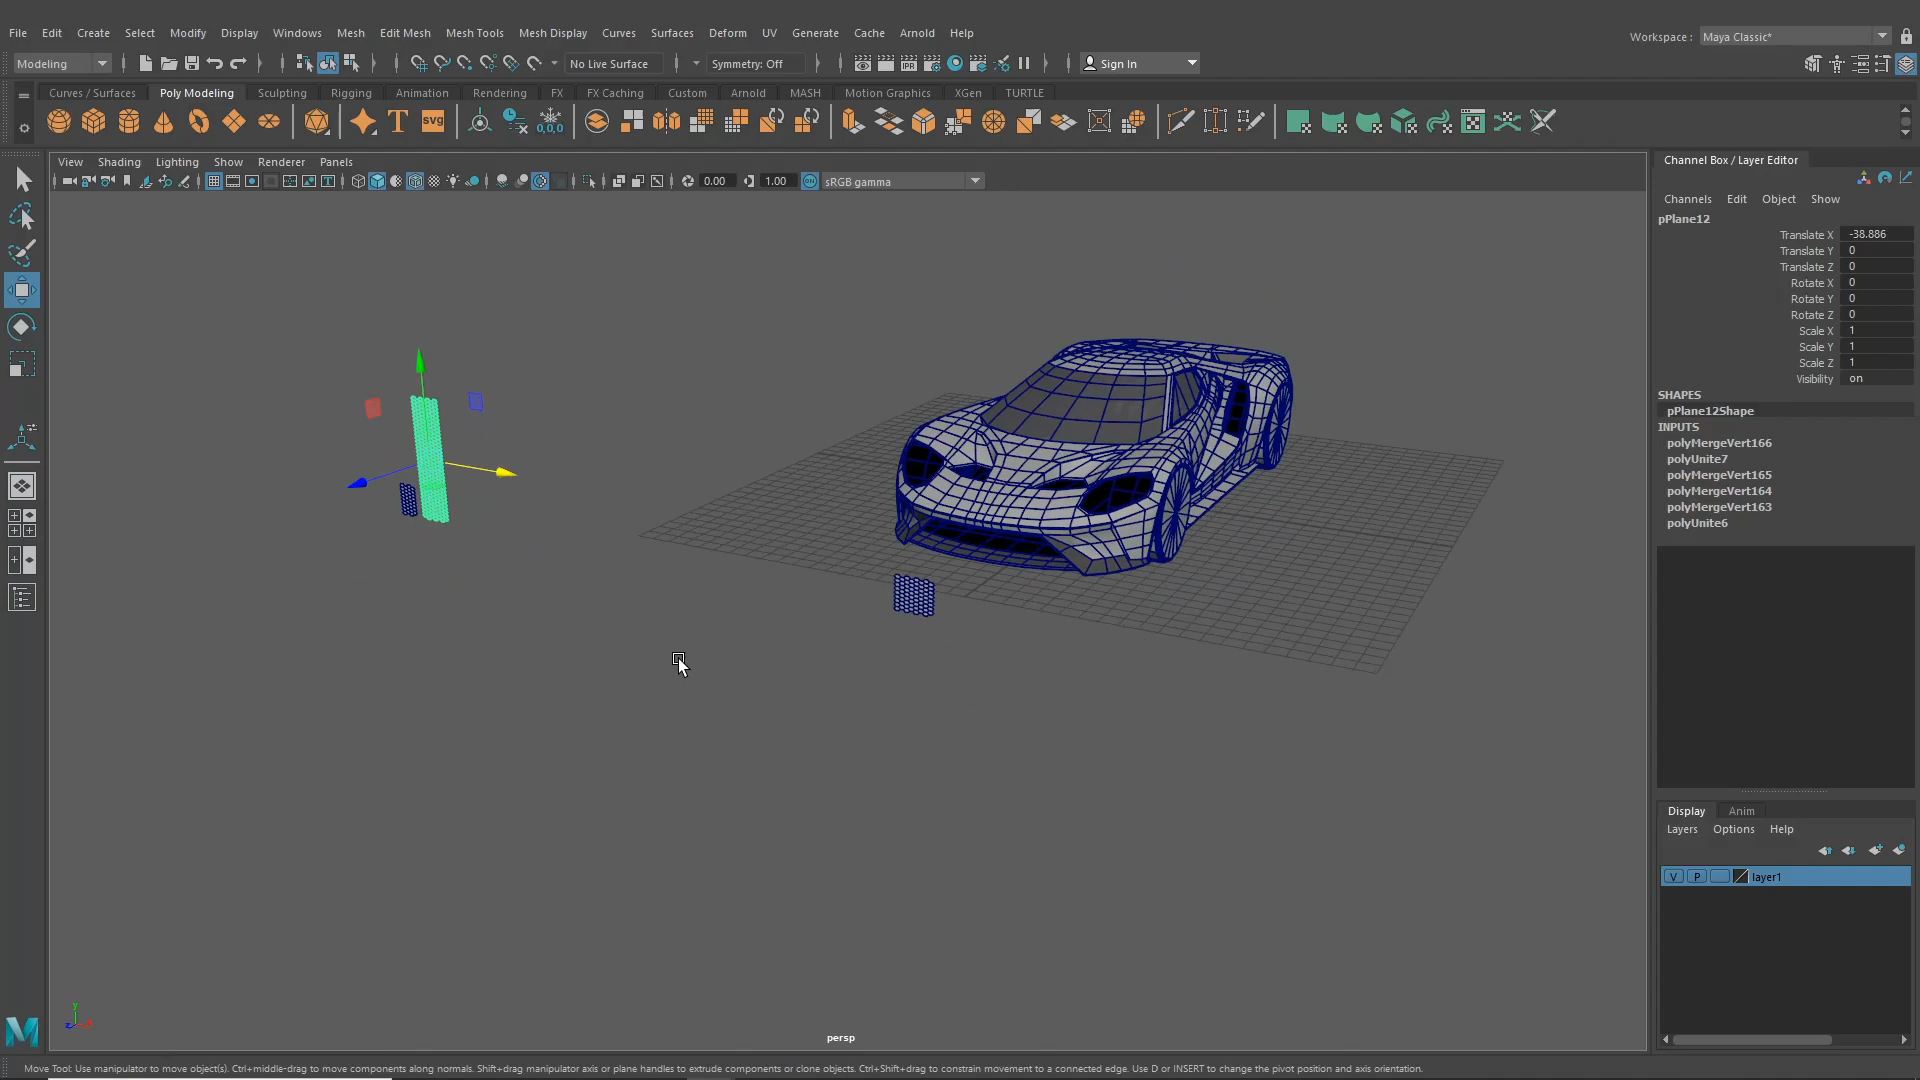 File Edit Create Select Modify Display Windows Mesh Edit Mesh Mesh Tools Mesh Display Curves Surfaces Deform UV Generate Cache Arnold Help
Workspace : Maya Classic*
Modeling No Live Surface Symmetry: Off IPR Sign In
Curves / Surfaces Poly Modeling Sculpting Rigging Animation Rendering FX FX Caching Custom Arnold MASH Motion Graphics XGen TURTLE
T svg 0,0,0
View Shading Lighting Show Renderer Panels
0.00 1.00 ON sRGB gamma
Channel Box / Layer Editor
Channels Edit Object Show
pPlane12
Translate X -38.886
Translate Y 0
Translate Z 0
Rotate X 0
Rotate Y 0
Rotate Z 0
Scale X 1
Scale Y 1
Scale Z 1
Visibility on
SHAPES
pPlane12Shape
INPUTS
polyMergeVert166
polyUnite7
polyMergeVert165
polyMergeVert164
polyMergeVert163
polyUnite6
Display Anim
Layers Options Help
V P layer1
y
z
persp
M
Move Tool: Use manipulator to move object(s). Ctrl+middle-drag to move components along normals. Shift+drag manipulator axis or plane handles to extrude components or clone objects. Ctrl+Shift+drag to constrain movement to a connected edge. Use D or INSERT to change the pivot position and axis orientation.